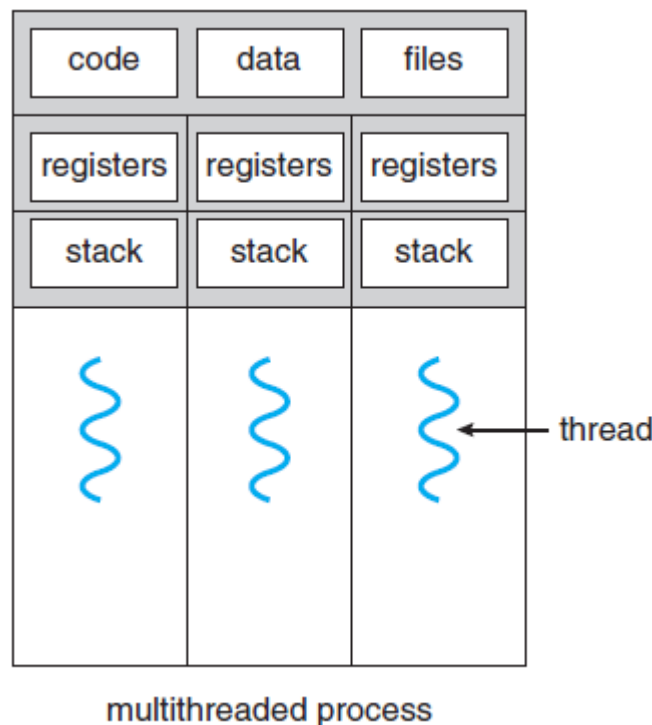 code data files
registers registers registers
stack stack stack
thread
multithreaded process